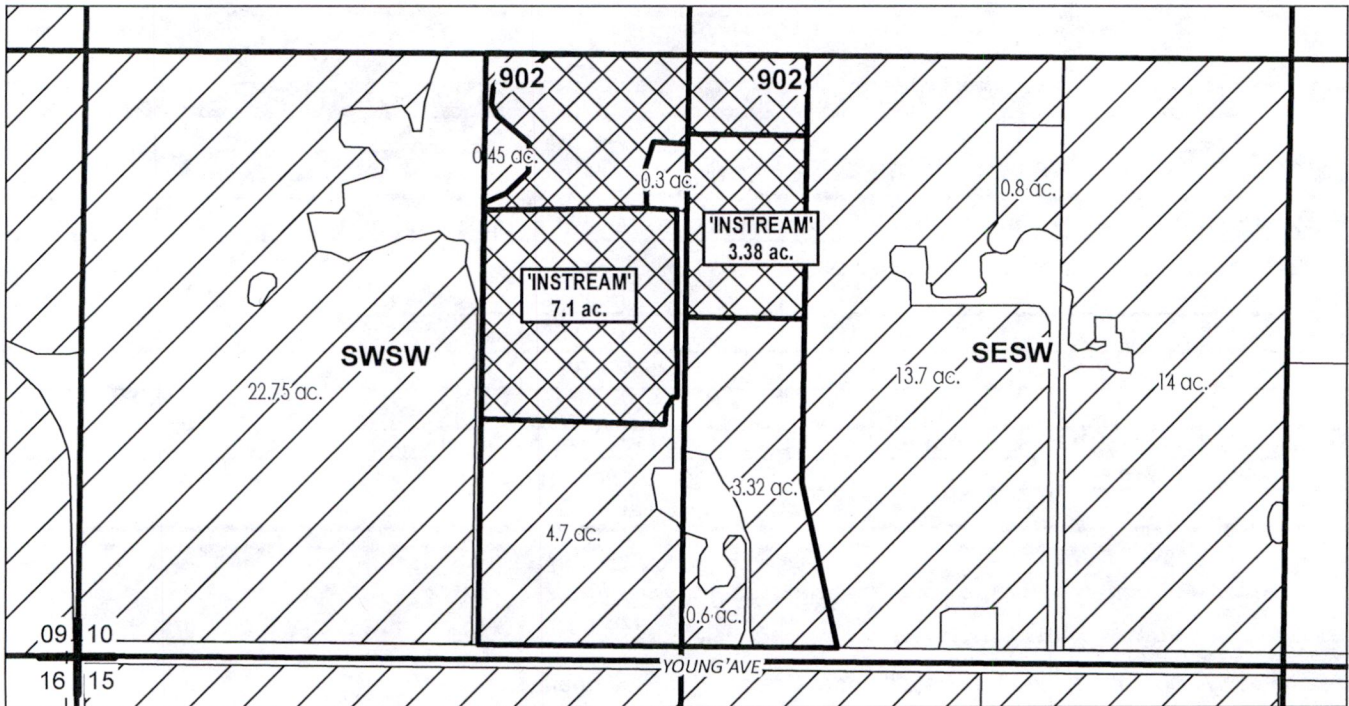 902
902
0.45 ac.
0.3 ac.
0.8 ac.
'INSTREAM'
3.38 ac.
'INSTREAM'
7.1 ac.
SWSW
SESW
22.75 ac.
13.7 ac.
14 ac.
3.32 ac.
4.7 ac.
0.6 ac.
09 10
YOUNG AVE
16 15